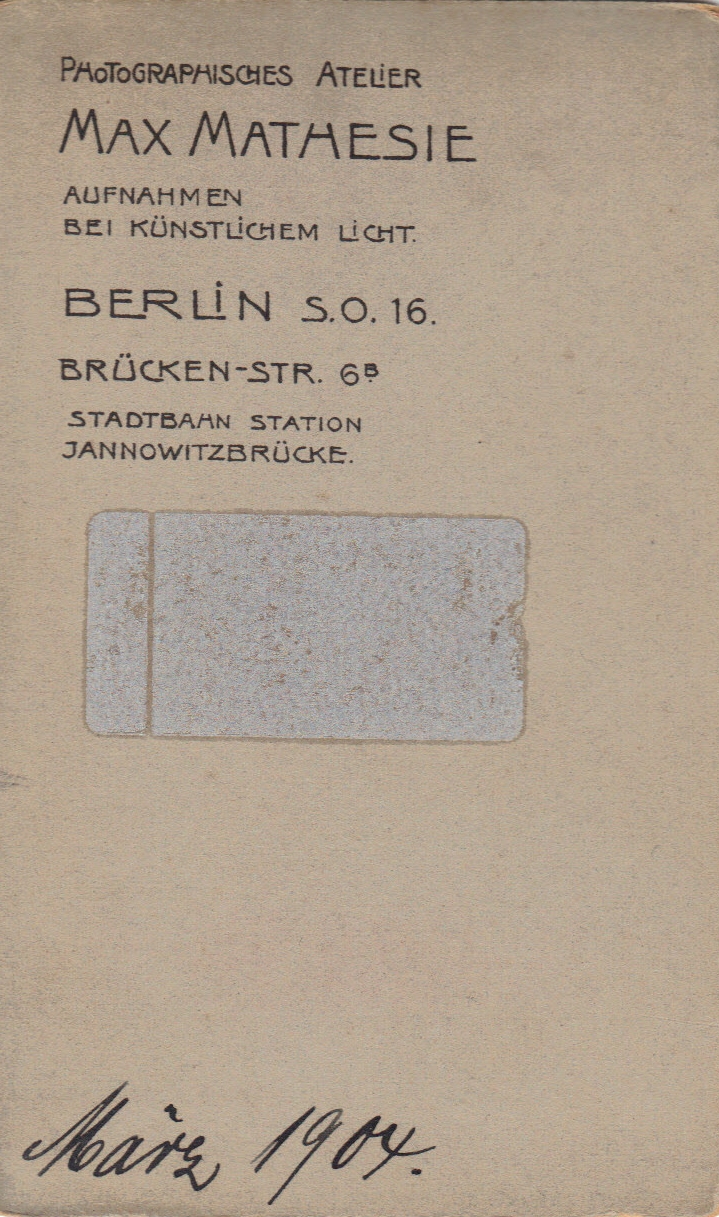 PHOTOGRAPHISCHES ATELIER
MAX MATHESIE
AUFNAHMEN
BEI KÜNSTLICHEM LICHT.
BERLIN S.O. 16.
BRÜCKEN-STR. 6B
STADTBAHN STATION
JANNOWITZBRÜCKE.
März 1904.